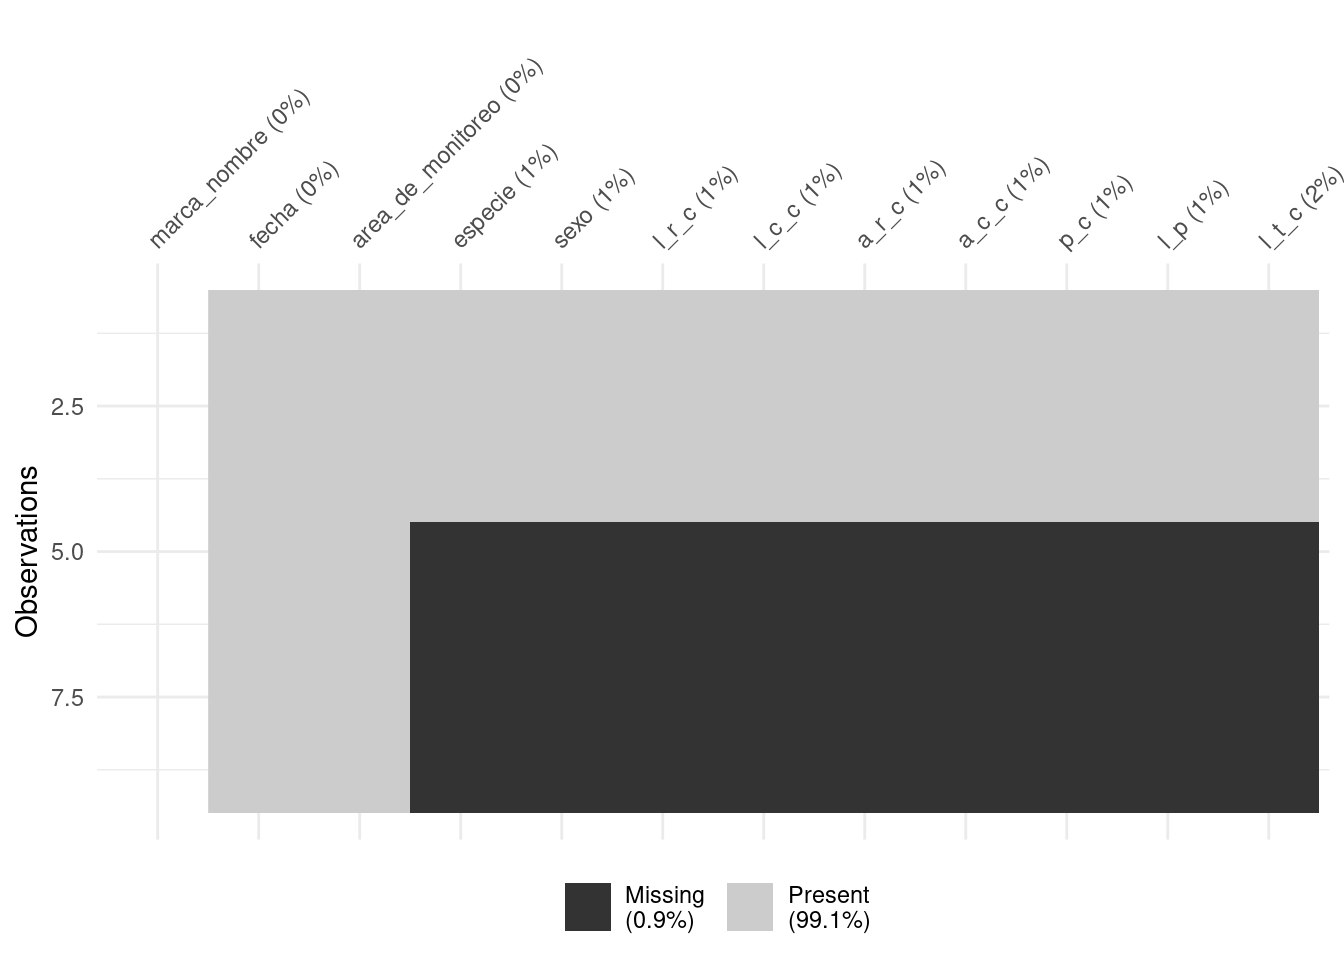 marca_nombre (0%)
fecha (0%)
area_de_monitoreo (0%)
especie (1%)
sexo (1%)
l_r_c (1%)
l_c_c (1%)
a_r_c (1%)
a_c_c (1%)
p_c (1%)
l_p (1%)
l_t_c (2%)
2.5
5.0
7.5
Observations
Missing
(0.9%)
Present
(99.1%)